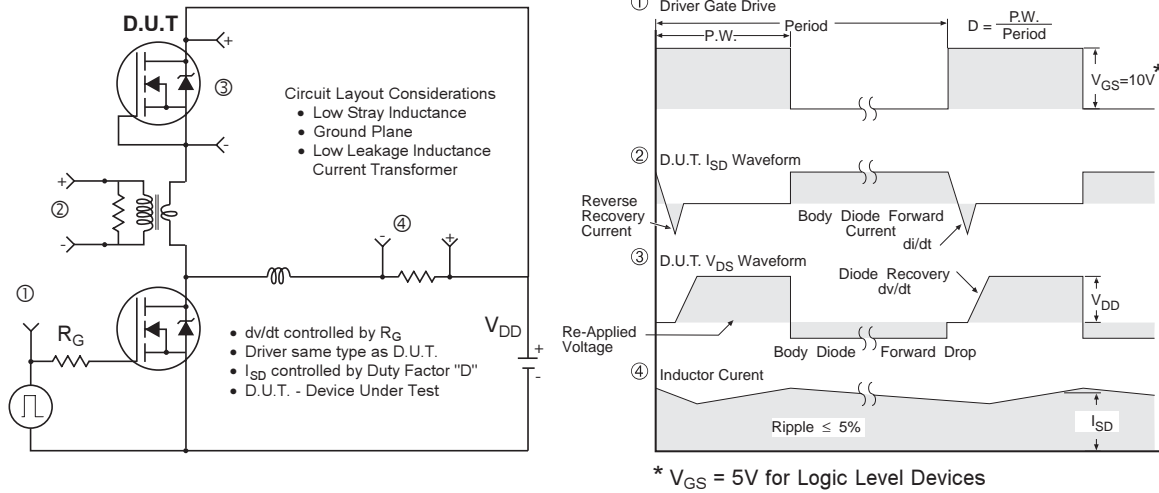 D.U.T
+
③
-
Circuit Layout Considerations
• Low Stray Inductance
• Ground Plane
• Low Leakage Inductance
Current Transformer
+
②
-
④
-
+
①
R_G
• dv/dt controlled by R_G
• Driver same type as D.U.T.
• I_SD controlled by Duty Factor "D"
• D.U.T. - Device Under Test
V_DD
+
-
① Driver Gate Drive
P.W.
Period
D = P.W.
Period
V_GS=10V *
② D.U.T. I_SD Waveform
Reverse
Recovery
Current
Body Diode Forward
Current
di/dt
③ D.U.T. V_DS Waveform
Diode Recovery
dv/dt
V_DD
Re-Applied
Voltage
Body Diode Forward Drop
④ Inductor Curent
Ripple ≤ 5%
I_SD
* V_GS = 5V for Logic Level Devices